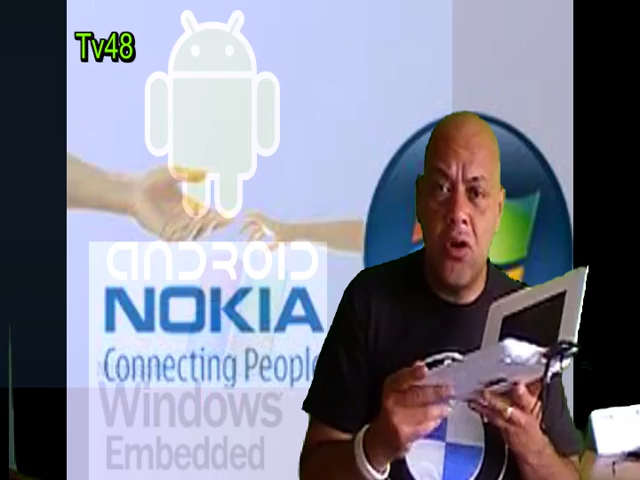 Tv48
ANDROID
NOKIA
Connecting People
Windows
Embedded